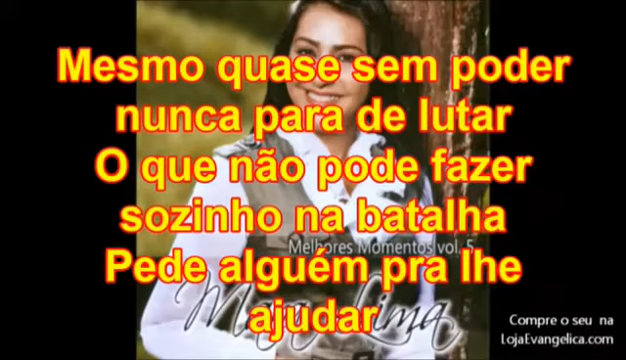 Mesmo quase sem poder
nunca para de lutar
O que não pode fazer
sozinho na batalha
Melhores Momentos vol. 5
Pede alguém pra lhe
ajudar
Lima
Compre o seu na
LojaEvangelica.com